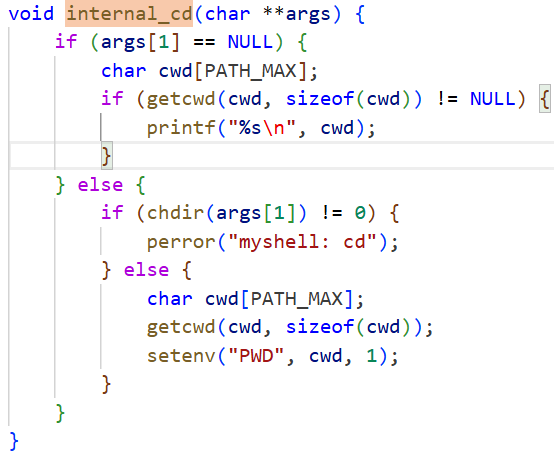 void internal_cd(char **args) {
    if (args[1] == NULL) {
        char cwd[PATH_MAX];
        if (getcwd(cwd, sizeof(cwd)) != NULL) {
            printf("%s\n", cwd);
        }
    } else {
        if (chdir(args[1]) != 0) {
            perror("myshell: cd");
        } else {
            char cwd[PATH_MAX];
            getcwd(cwd, sizeof(cwd));
            setenv("PWD", cwd, 1);
        }
    }
}